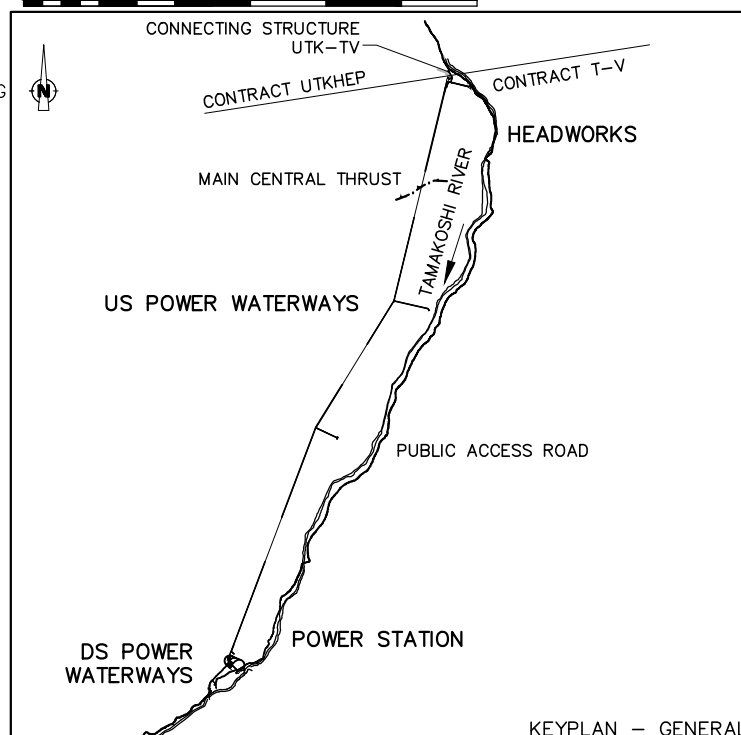 CONNECTING STRUCTURE
UTK-TV
G
N
CONTRACT UTKHEP
CONTRACT T-V
HEADWORKS
MAIN CENTRAL THRUST
TAMAKOSHI RIVER
US POWER WATERWAYS
PUBLIC ACCESS ROAD
POWER STATION
DS POWER
WATERWAYS
KEYPLAN - GENERAL